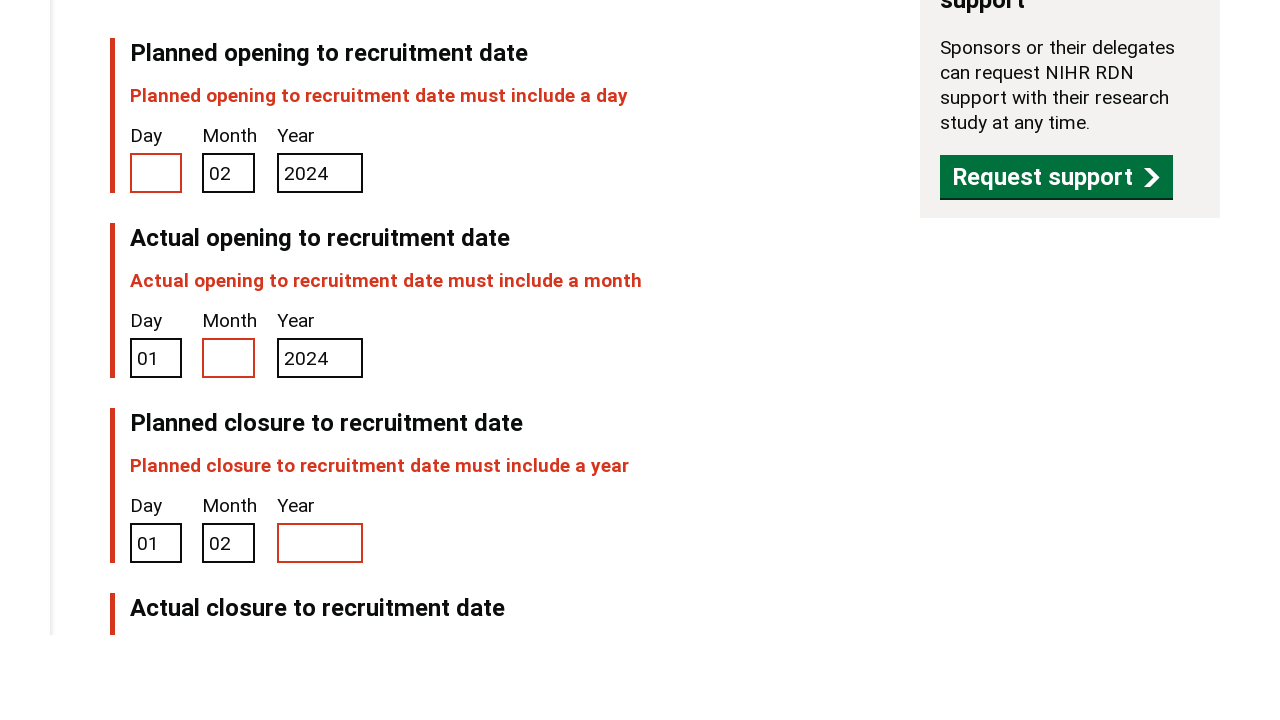 Planned opening to recruitment date
Planned opening to recruitment date must include a day
Day Month Year
02 2024
Actual opening to recruitment date
Actual opening to recruitment date must include a month
Day Month Year
01 2024
Planned closure to recruitment date
Planned closure to recruitment date must include a year
Day Month Year
01 02
Actual closure to recruitment date
support
Sponsors or their delegates
can request NIHR RDN
support with their research
study at any time.
Request support